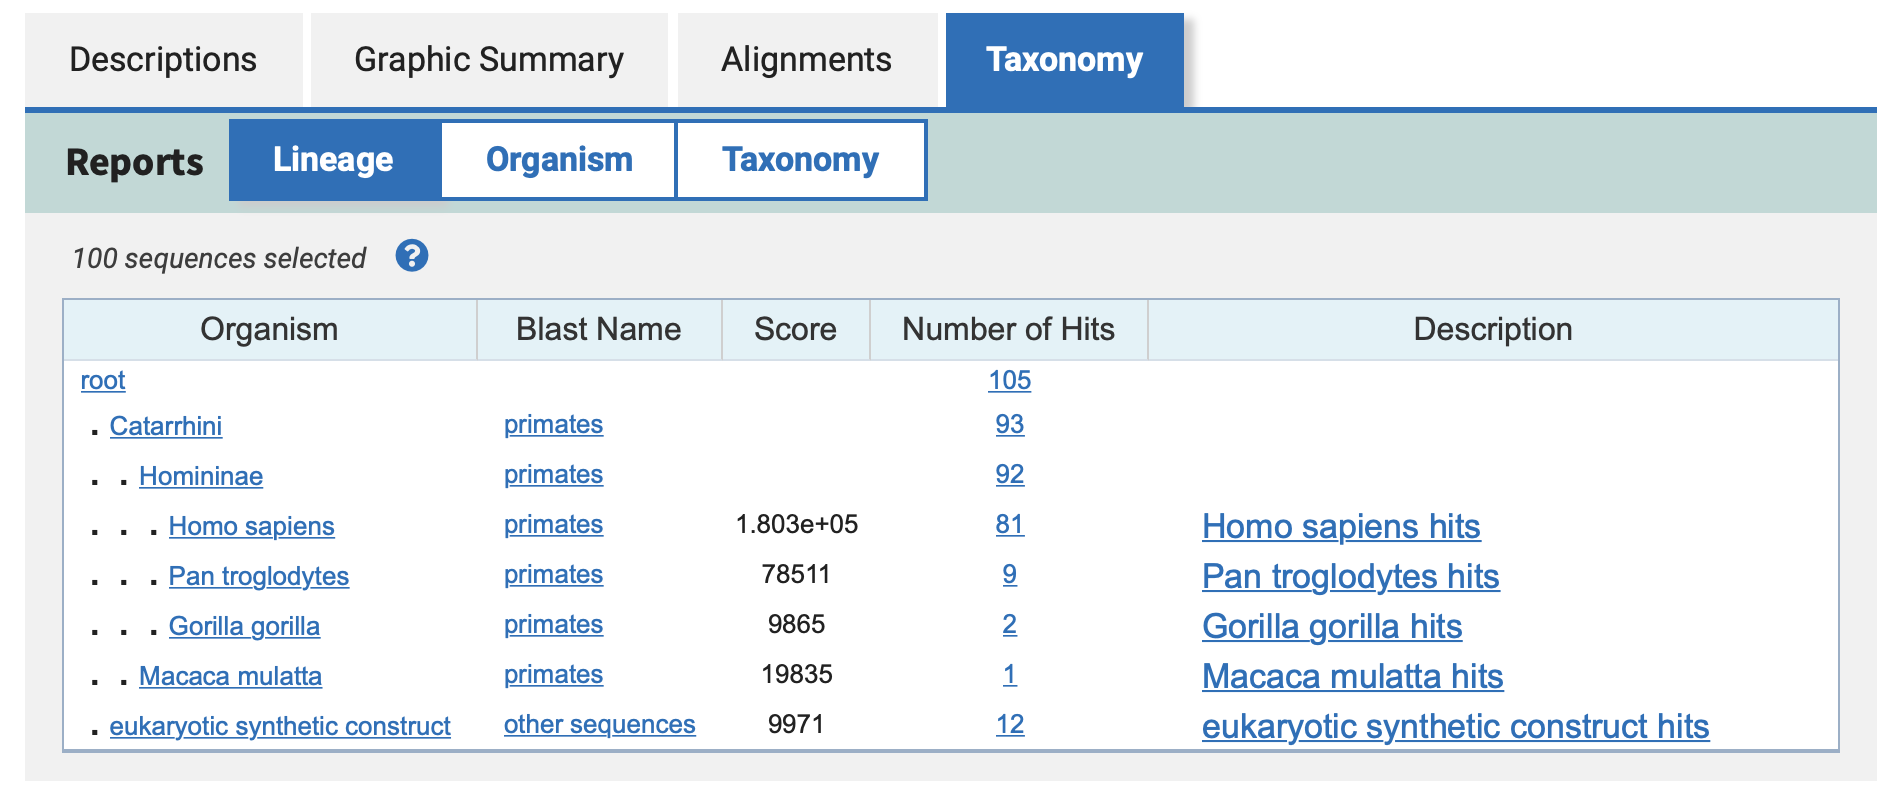 Descriptions Graphic Summary Alignments Taxonomy
Reports Lineage Organism Taxonomy
100 sequences selected ?
Organism Blast Name Score Number of Hits Description
root 105
. Catarrhini primates 93
. . Homininae primates 92
. . . Homo sapiens primates 1.803e+05 81 Homo sapiens hits
. . . Pan troglodytes primates 78511 9 Pan troglodytes hits
. . . Gorilla gorilla primates 9865 2 Gorilla gorilla hits
. . Macaca mulatta primates 19835 1 Macaca mulatta hits
. eukaryotic synthetic construct other sequences 9971 12 eukaryotic synthetic construct hits